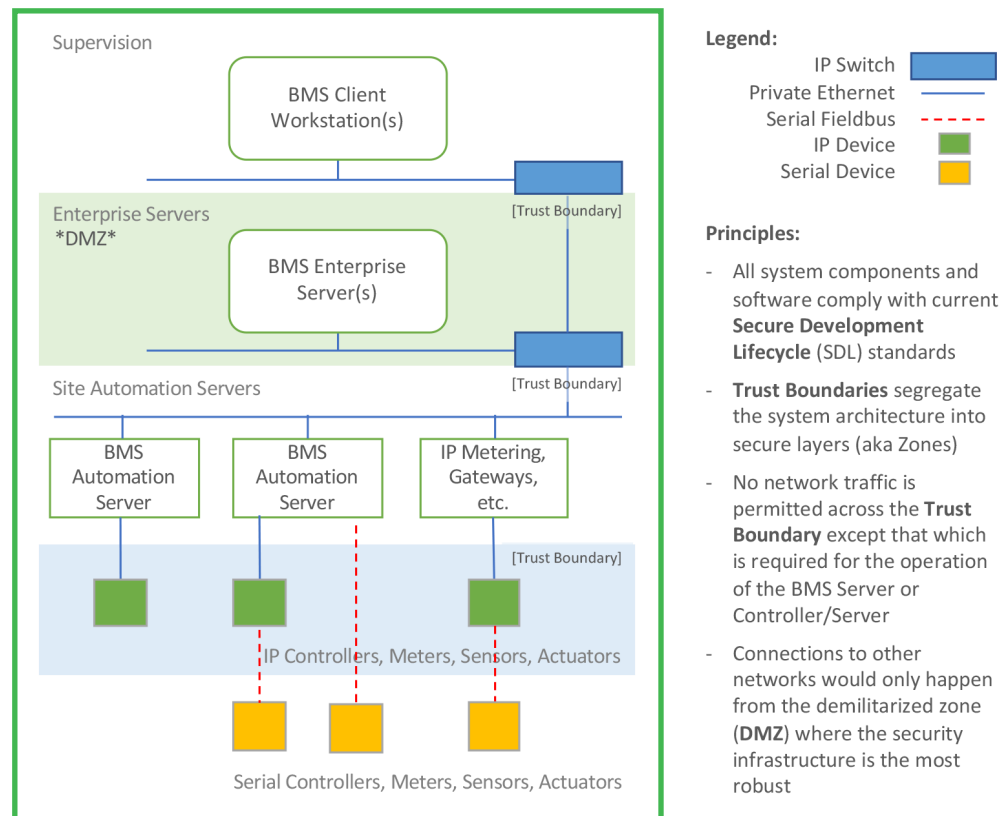 Supervision
BMS Client
Workstation(s)
[Trust Boundary]
Enterprise Servers
*DMZ*
BMS Enterprise
Server(s)
[Trust Boundary]
Site Automation Servers
BMS
Automation
Server
BMS
Automation
Server
IP Metering,
Gateways,
etc.
[Trust Boundary]
IP Controllers, Meters, Sensors, Actuators
Serial Controllers, Meters, Sensors, Actuators
Legend:
IP Switch
Private Ethernet
Serial Fieldbus
IP Device
Serial Device
Principles:
- All system components and
software comply with current
Secure Development
Lifecycle (SDL) standards
- Trust Boundaries segregate
the system architecture into
secure layers (aka Zones)
- No network traffic is
permitted across the Trust
Boundary except that which
is required for the operation
of the BMS Server or
Controller/Server
- Connections to other
networks would only happen
from the demilitarized zone
(DMZ) where the security
infrastructure is the most
robust